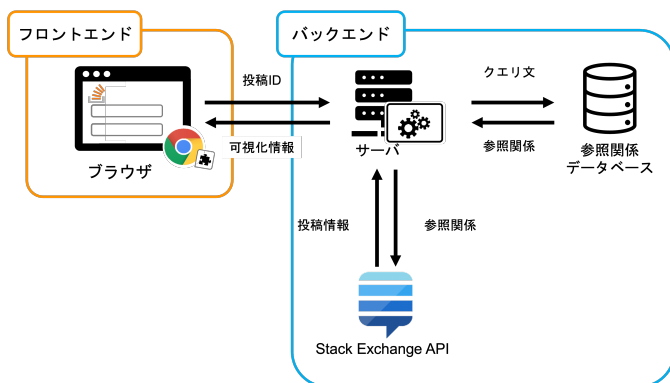 フロントエンド
バックエンド
投稿ID
クエリ文
可視化情報
ブラウザ
サーバ
参照関係
参照関係
データベース
投稿情報
参照関係
Stack Exchange API